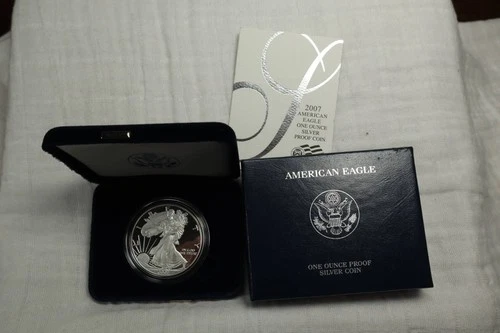 2007
AMERICAN
EAGLE
ONE OUNCE
SILVER
PROOF COIN
AMERICAN EAGLE
ONE OUNCE PROOF
SILVER COIN